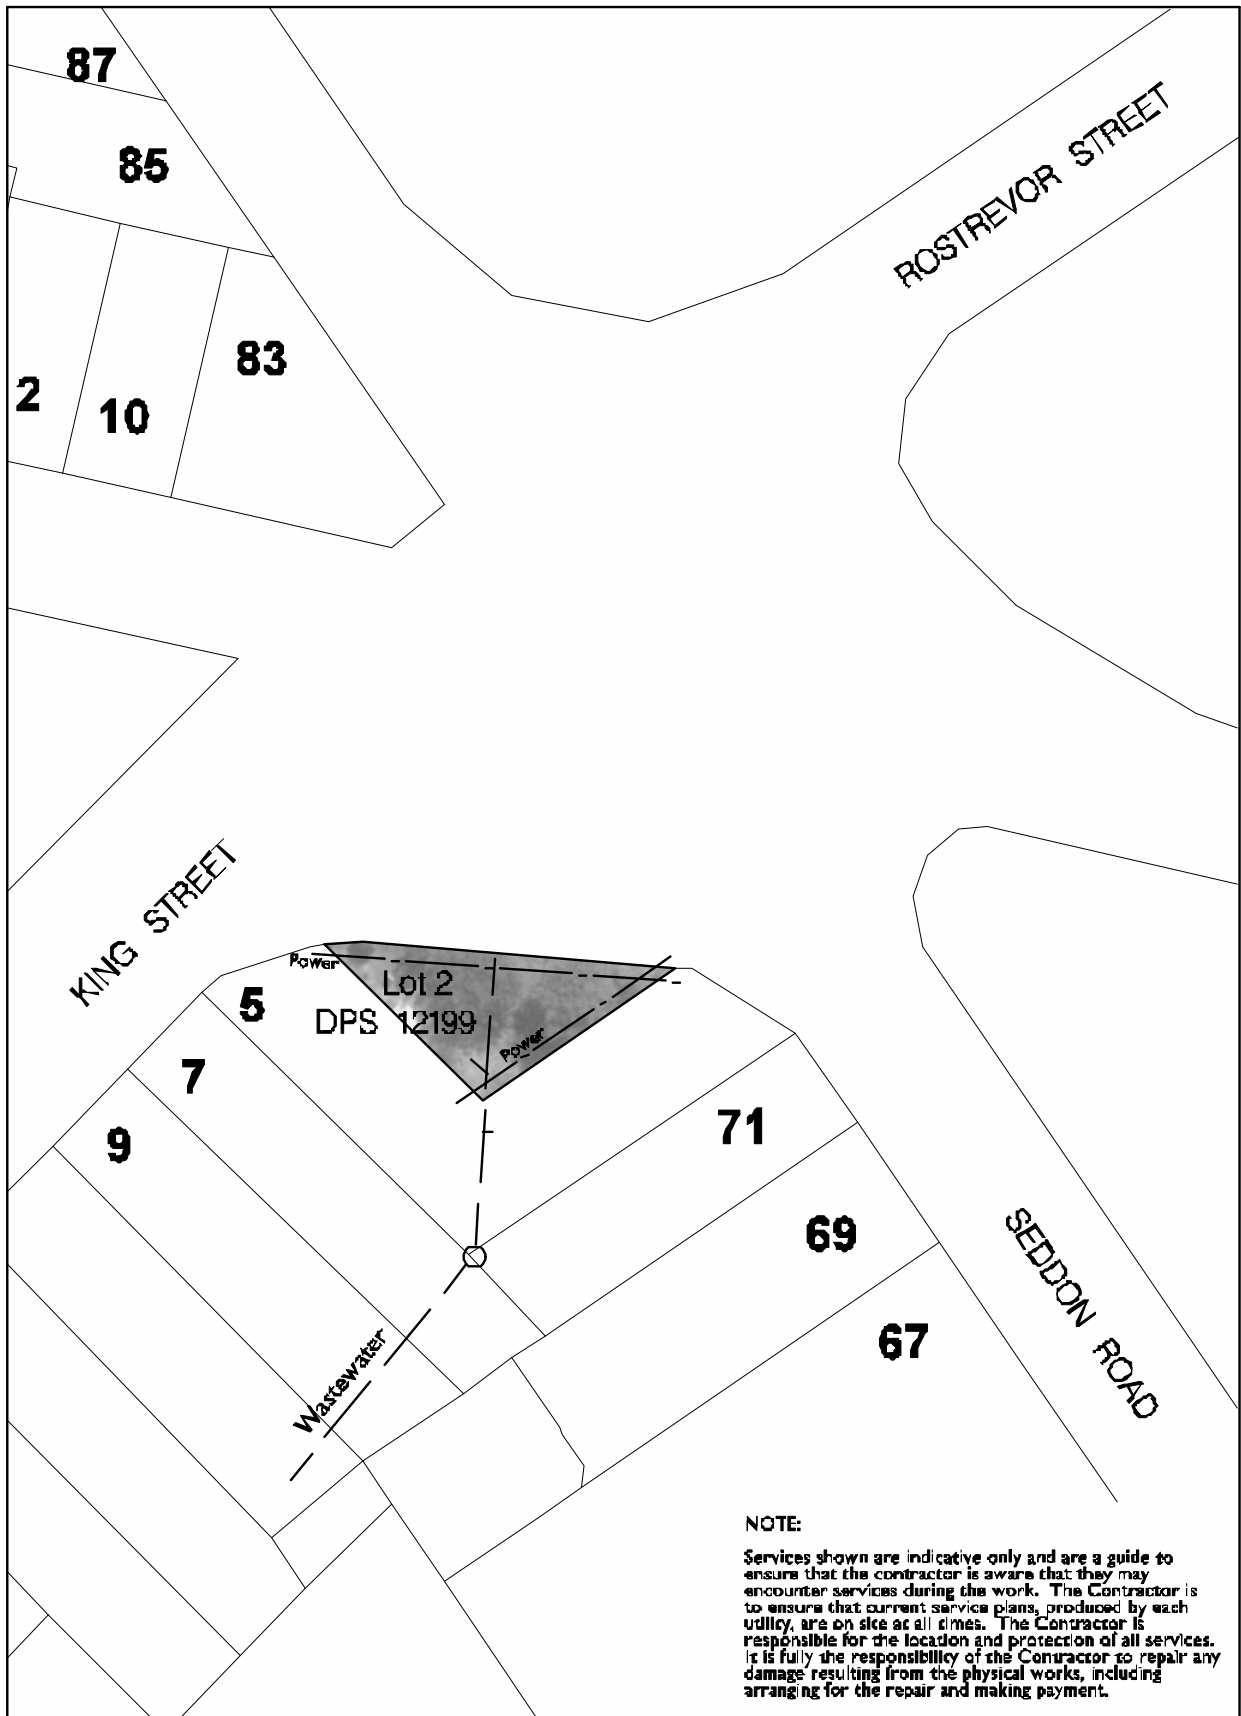 87
85
ROSTREVOR STREET
83
2
10
KING STREET
Power
Lot 2
5
DPS 12199
Power
7
71
9
69
SEDDON ROAD
67
Wastewater
NOTE:
Services shown are indicative only and are a guide to
ensure that the contractor is aware that they may
encounter services during the work. The Contractor is
to ensure that current service plans, produced by each
utility, are on site at all times. The Contractor is
responsible for the location and protection of all services.
It is fully the responsibility of the Contractor to repair any
damage resulting from the physical works, including
arranging for the repair and making payment.